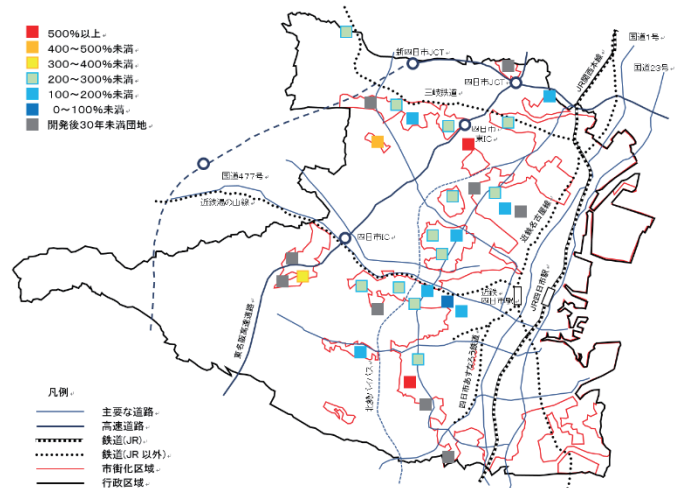 500%以上
400～500%未満
300～400%未満
200～300%未満
100～200%未満
0～100%未満
開発後30年未満団地
新四日市JCT
四日市JCT
国道1号
国道23号
JR関西本線
三岐鉄道
四日市
東IC
国道477号
近鉄湯の山線
近鉄名古屋線
四日市IC
近鉄
四日市駅
JR四日市駅
東名阪高速道路
北勢バイパス
四日市あすなろう鉄道
凡例
主要な道路
高速道路
鉄道(JR)
鉄道(JR以外)
市街化区域
行政区域